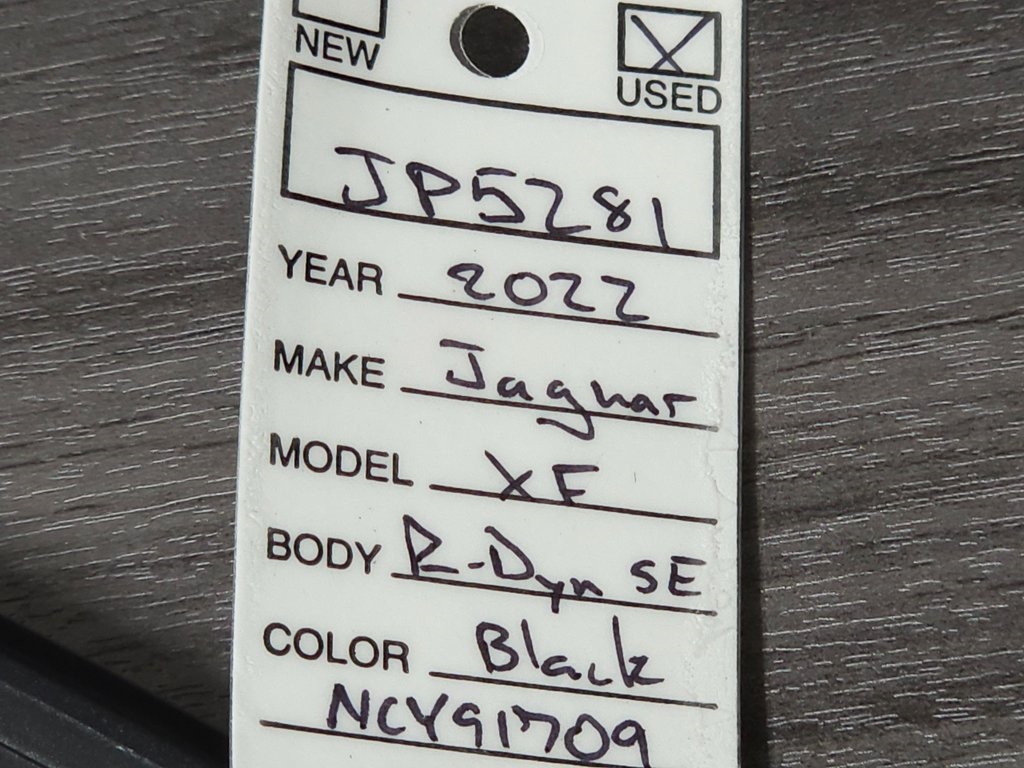 NEW USED
JP5281
YEAR 2022
MAKE Jaguar
MODEL XF
BODY R-Dyn SE
COLOR Black
NCY91709